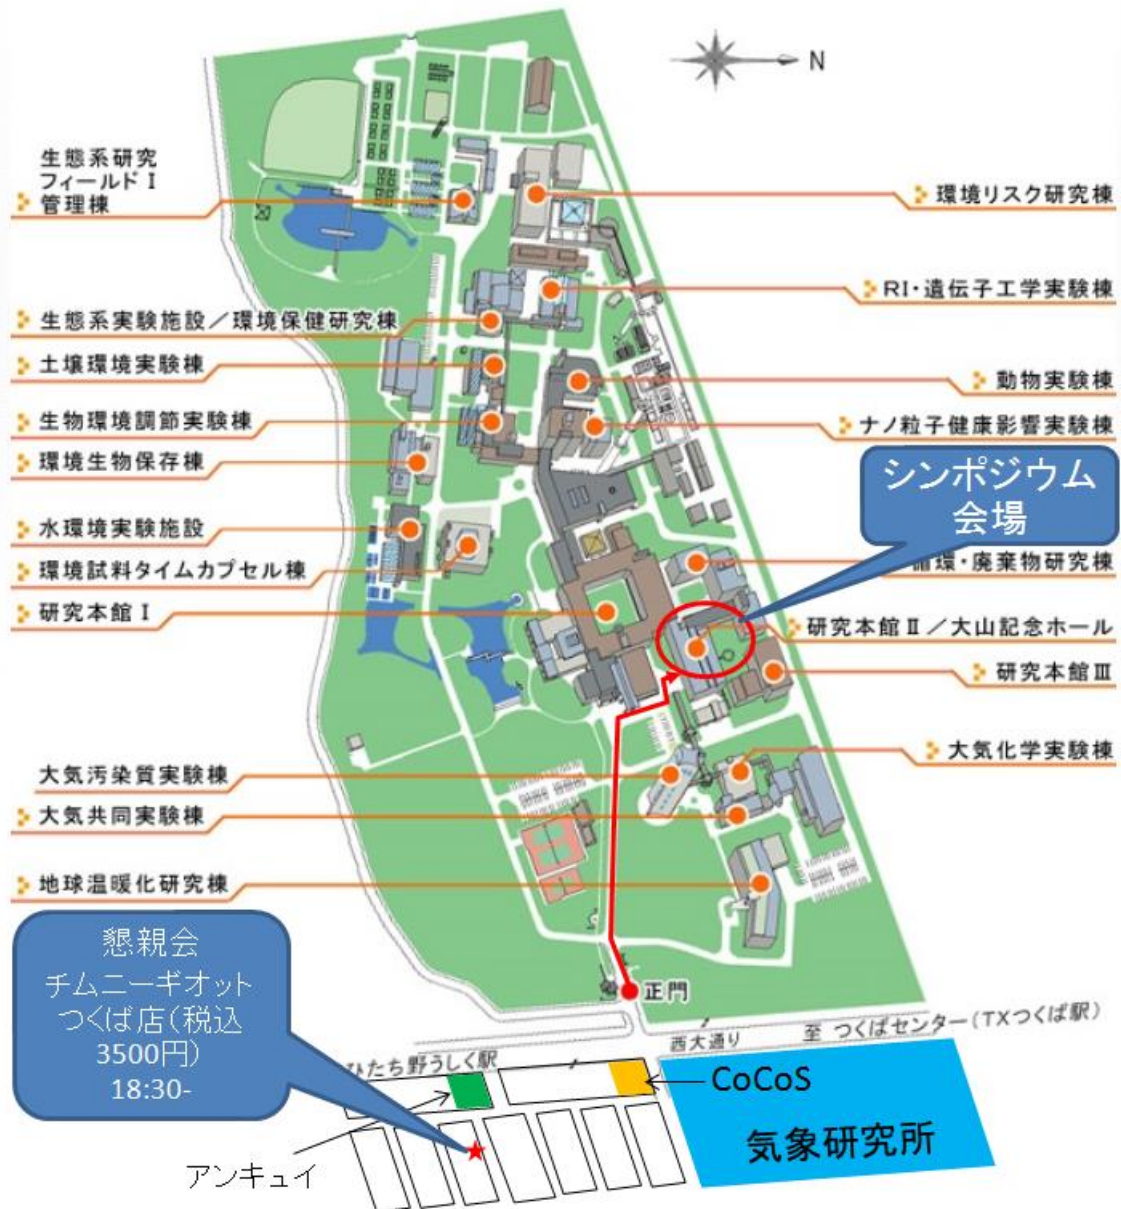 N
生態系研究
フィールドⅠ
管理棟
環境リスク研究棟
RI・遺伝子工学実験棟
生態系実験施設／環境保健研究棟
土壌環境実験棟
動物実験棟
生物環境調節実験棟
ナノ粒子健康影響実験棟
環境生物保存棟
シンポジウム
会場
水環境実験施設
環境試料タイムカプセル棟
循環・廃棄物研究棟
研究本館Ⅰ
研究本館Ⅱ／大山記念ホール
研究本館Ⅲ
大気化学実験棟
大気汚染質実験棟
大気共同実験棟
地球温暖化研究棟
懇親会
チムニーギオット
つくば店(税込
3500円)
18:30-
正門
西大通り
至 つくばセンター(TXつくば駅)
ひたち野うしく駅
CoCoS
気象研究所
アンキュイ